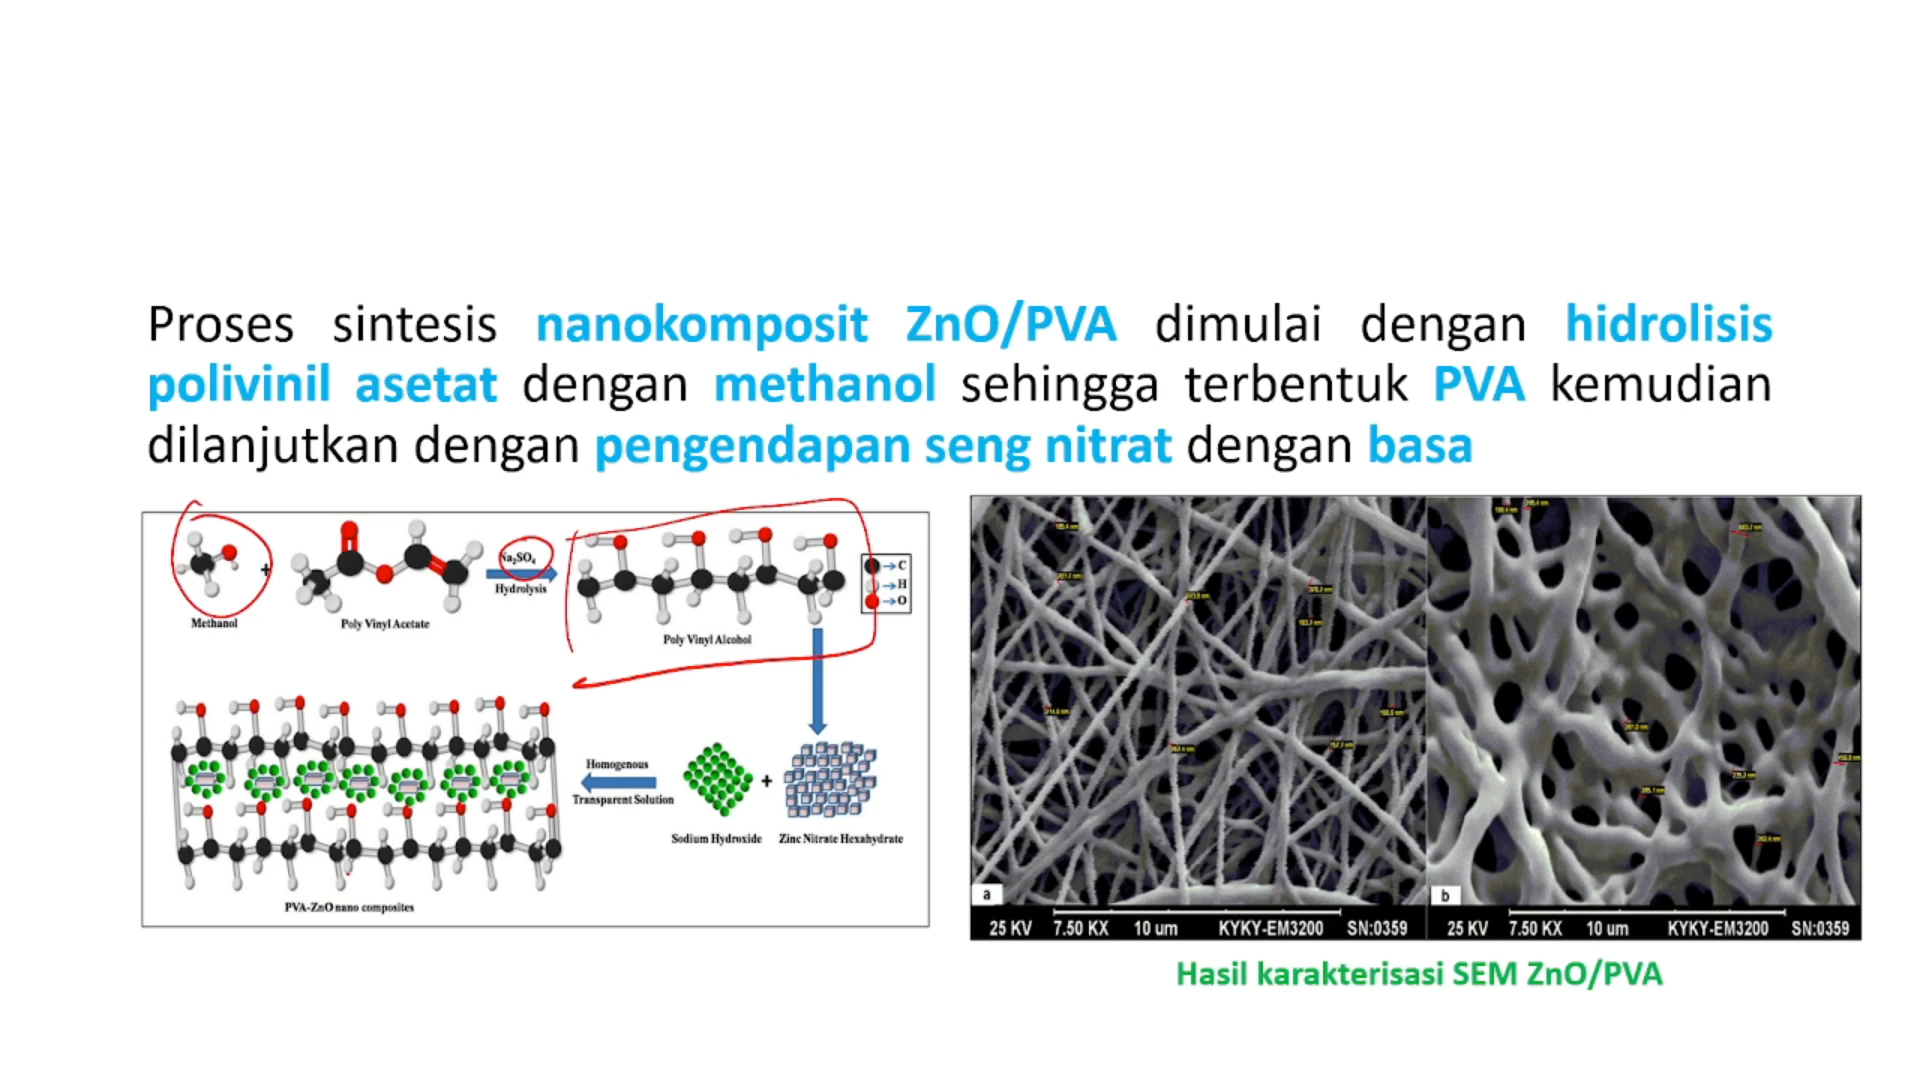 Proses sintesis nanokomposit ZnO/PVA dimulai dengan hidrolisis
polivinil asetat dengan methanol sehingga terbentuk PVA kemudian
dilanjutkan dengan pengendapan seng nitrat dengan basa
Methanol
+
Poly Vinyl Acetate
Na₂SO₄
Hydrolysis
Poly Vinyl Alcohol
→C
→H
→O
Homogenous
Transparent Solution
+
Sodium Hydroxide
Zinc Nitrate Hexahydrate
PVA-ZnO nano composites
a
25 KV 7.50 KX 10 um KYKY-EM3200 SN:0359
b
25 KV 7.50 KX 10 um KYKY-EM3200 SN:0359
Hasil karakterisasi SEM ZnO/PVA